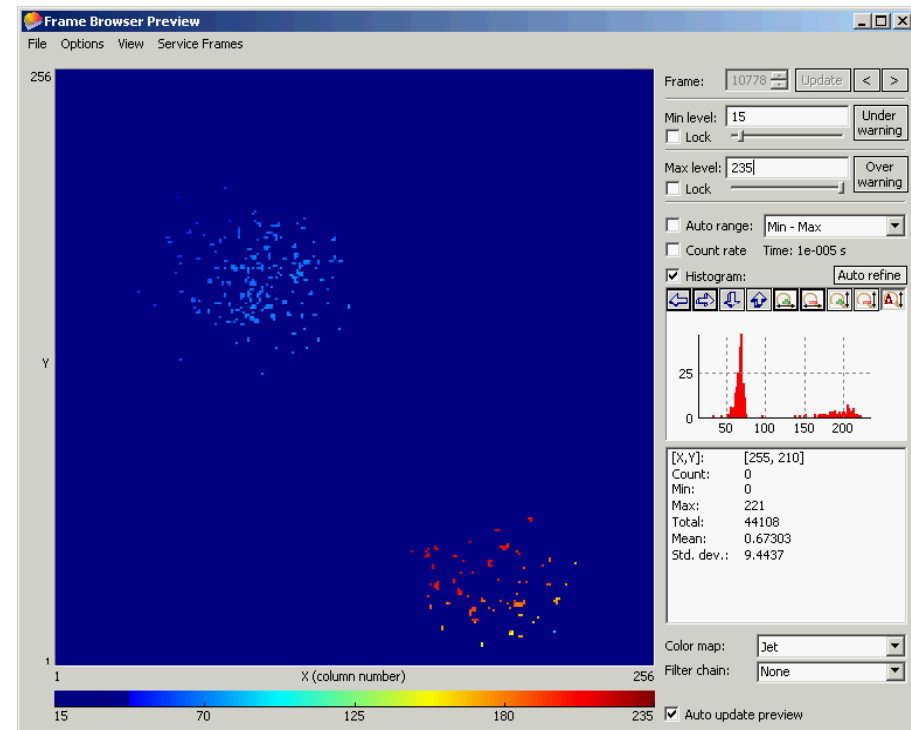 Frame Browser Preview
File Options View Service Frames
256
Y
1
1 X (column number) 256
15 70 125 180 235
Frame: 10778 Update < >
Min level: 15 Under warning
Lock
Max level: 235 Over warning
Lock
Auto range: Min - Max
Count rate Time: 1e-005 s
Histogram: Auto refine
A
25
0
50 100 150 200
[X,Y]: [255, 210]
Count: 0
Min: 0
Max: 221
Total: 44108
Mean: 0.67303
Std. dev.: 9.4437
Color map: Jet
Filter chain: None
Auto update preview